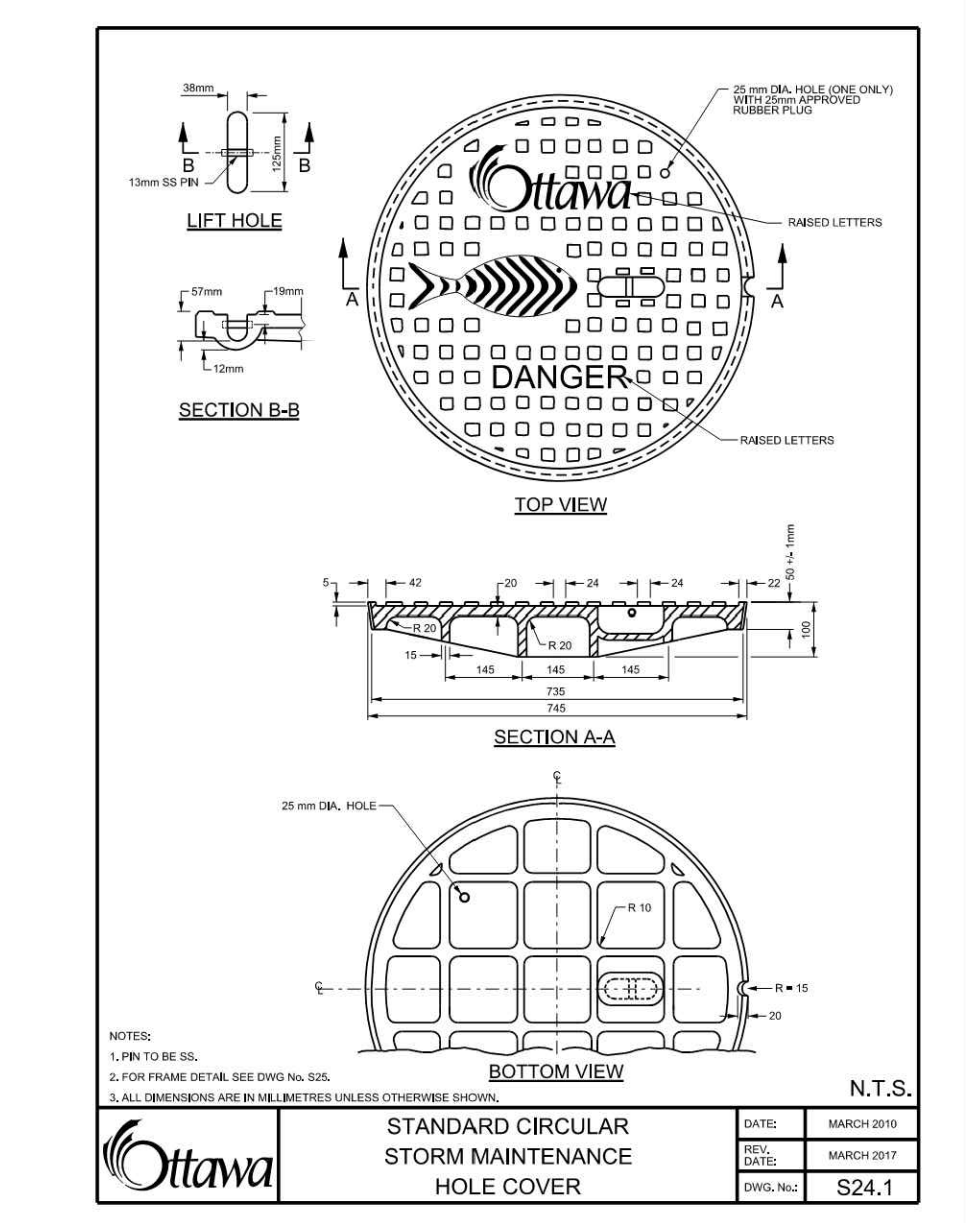 38mm
125mm
B
B
13mm SS PIN
LIFT HOLE
57mm
19mm
12mm
SECTION B-B
25 mm DIA. HOLE (ONE ONLY)
WITH 25mm APPROVED
RUBBER PLUG
Ottawa
RAISED LETTERS
A
A
DANGER
RAISED LETTERS
TOP VIEW
5
42
20
24
24
22
50 +/- 1mm
100
R 20
R 20
15
145
145
145
735
745
SECTION A-A
℄
25 mm DIA. HOLE
R 10
℄
R = 15
20
BOTTOM VIEW
NOTES:
1. PIN TO BE SS.
2. FOR FRAME DETAIL SEE DWG No. S25.
3. ALL DIMENSIONS ARE IN MILLIMETRES UNLESS OTHERWISE SHOWN.
N.T.S.
Ottawa
STANDARD CIRCULAR
STORM MAINTENANCE
HOLE COVER
DATE:
MARCH 2010
REV.
DATE:
MARCH 2017
DWG. No.:
S24.1